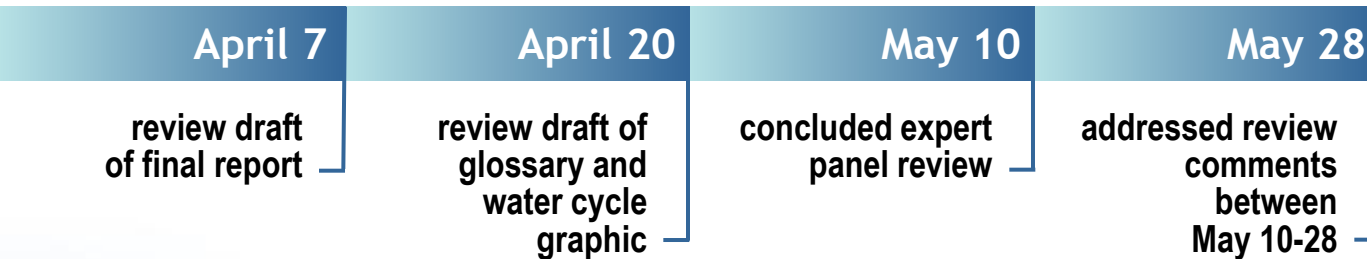 April 7
review draft
of final report
April 20
review draft of
glossary and
water cycle
graphic
May 10
concluded expert
panel review
May 28
addressed review
comments
between
May 10-28